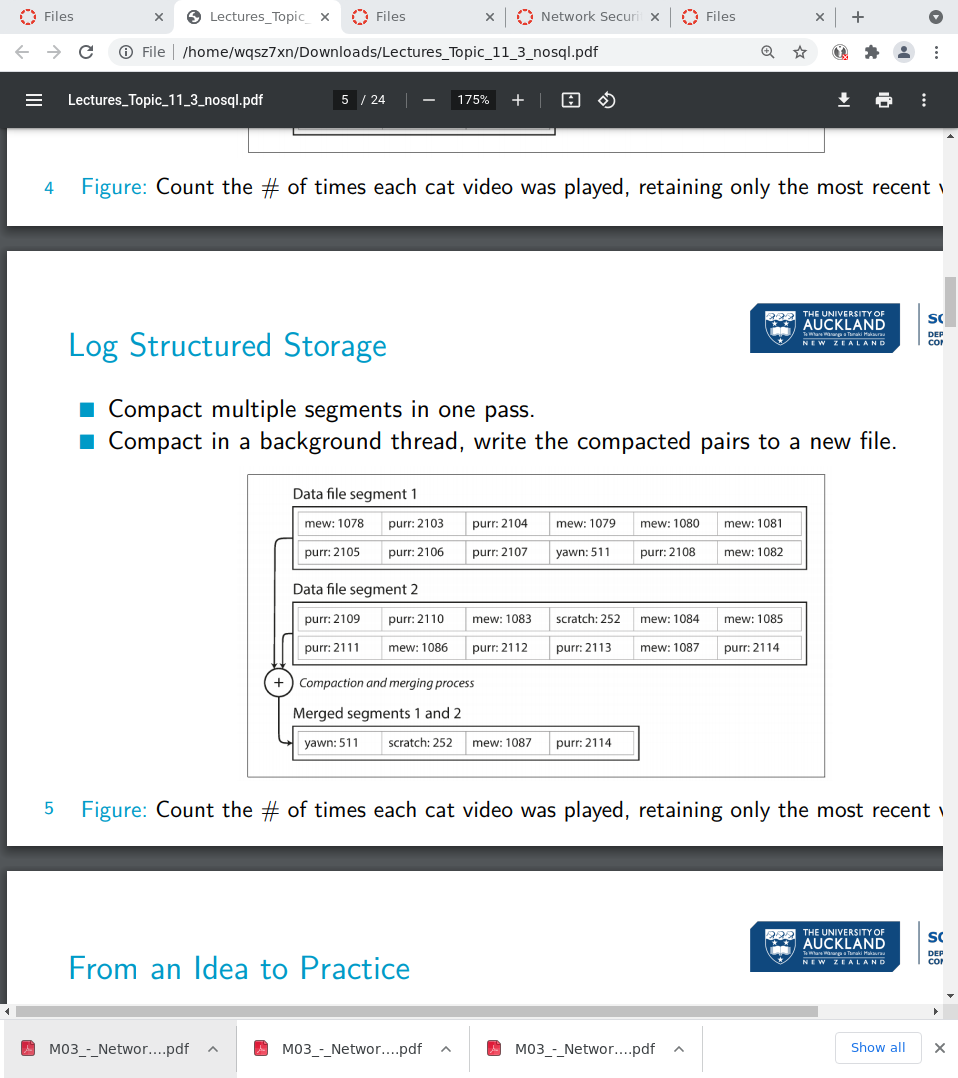 Files
Lectures_Topic_
Files
Network Securi
Files
File
/home/wqsz7xn/Downloads/Lectures_Topic_11_3_nosql.pdf
Lectures_Topic_11_3_nosql.pdf
5 / 24
175%
4 Figure: Count the # of times each cat video was played, retaining only the most recent
THE UNIVERSITY OF
AUCKLAND
Te Whare Wānanga o Tāmaki Makaurau
NEW ZEALAND
SC
DEP
CO
Log Structured Storage
Compact multiple segments in one pass.
Compact in a background thread, write the compacted pairs to a new file.
Data file segment 1
mew: 1078 purr: 2103 purr: 2104 mew: 1079 mew: 1080 mew: 1081
purr: 2105 purr: 2106 purr: 2107 yawn: 511 purr: 2108 mew: 1082
Data file segment 2
purr: 2109 purr: 2110 mew: 1083 scratch: 252 mew: 1084 mew: 1085
purr: 2111 mew: 1086 purr: 2112 purr: 2113 mew: 1087 purr: 2114
+ Compaction and merging process
Merged segments 1 and 2
yawn: 511 scratch: 252 mew: 1087 purr: 2114
5 Figure: Count the # of times each cat video was played, retaining only the most recent
THE UNIVERSITY OF
AUCKLAND
Te Whare Wānanga o Tāmaki Makaurau
NEW ZEALAND
SC
DEP
CO
From an Idea to Practice
M03_-_Networ....pdf
M03_-_Networ....pdf
M03_-_Networ....pdf
Show all